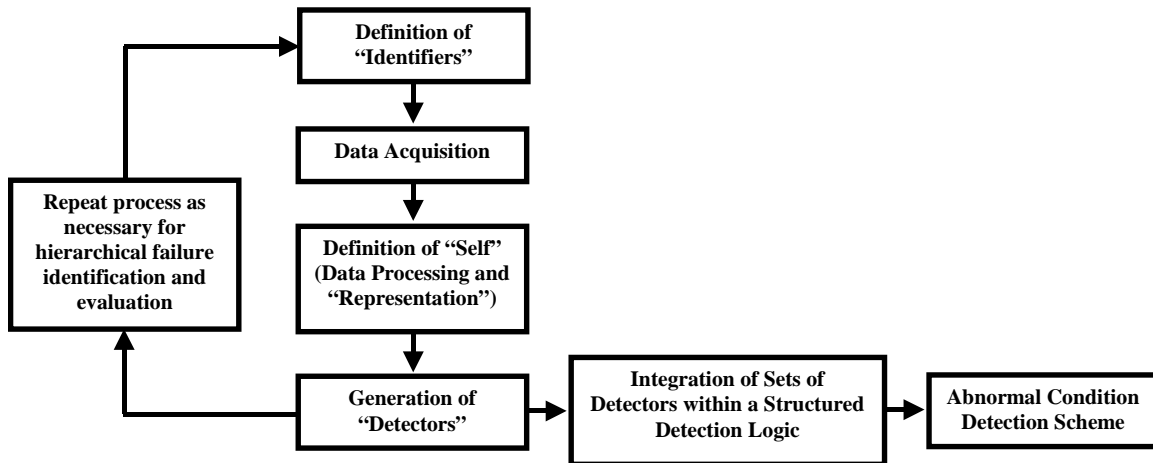 Definition of
“Identifiers”
Data Acquisition
Repeat process as
necessary for
hierarchical failure
identification and
evaluation
Definition of “Self”
(Data Processing and
“Representation”)
Generation of
“Detectors”
Integration of Sets of
Detectors within a Structured
Detection Logic
Abnormal Condition
Detection Scheme